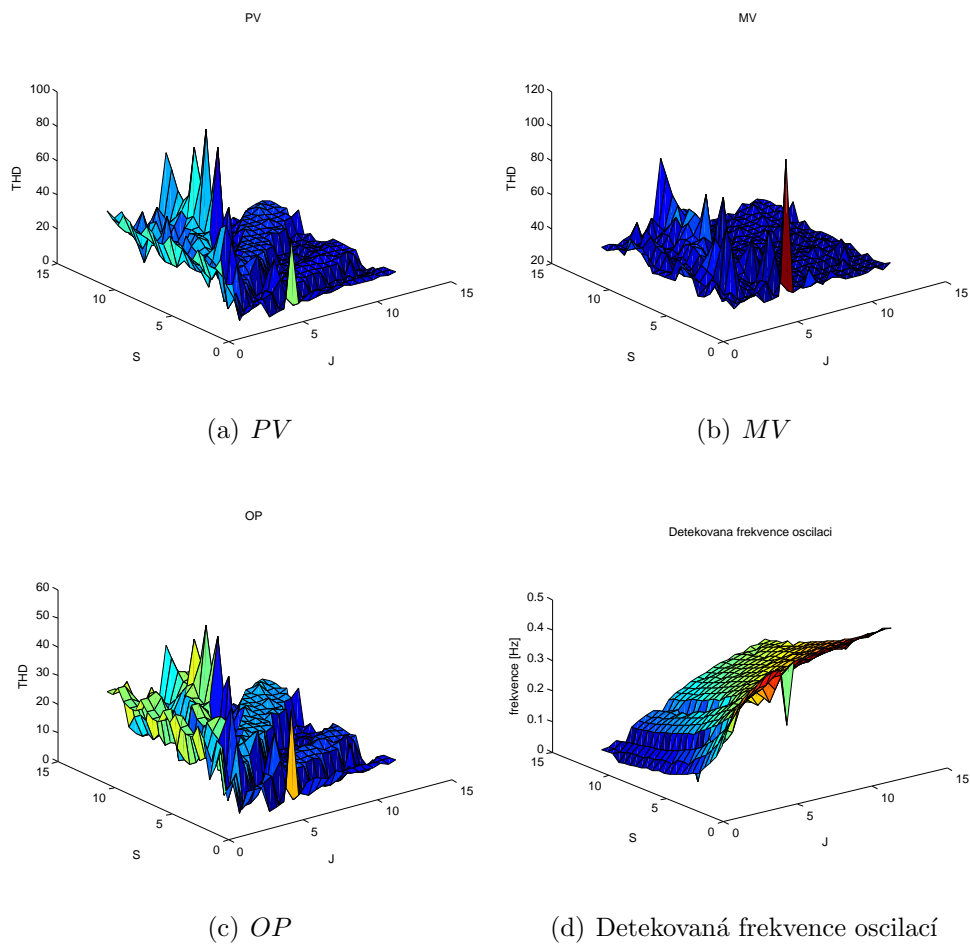 PV
MV
100
80
60
40
20
0
THD
15
10
5
0
S
0
5
10
15
J
120
100
80
60
40
20
THD
15
10
5
0
S
0
5
10
15
J
(a) PV
(b) MV
OP
Detekovana frekvence oscilaci
60
50
40
30
20
10
0
THD
15
10
5
0
S
0
5
10
15
J
0.5
0.4
0.3
0.2
0.1
0
frekvence [Hz]
15
10
5
0
S
0
5
10
15
J
(c) OP
(d) Detekovaná frekvence oscilací